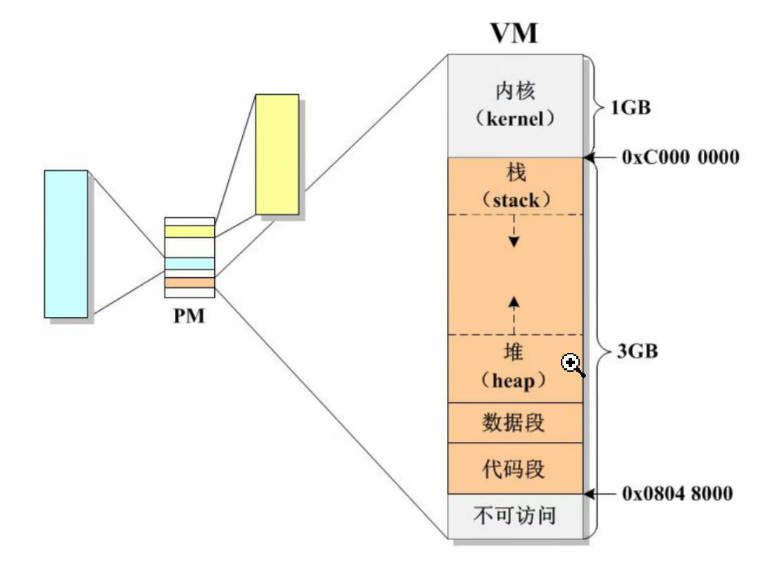 VM
内核
（kernel）
1GB
0xC000 0000
栈
（stack）
PM
堆
（heap）
3GB
数据段
代码段
0x0804 8000
不可访问